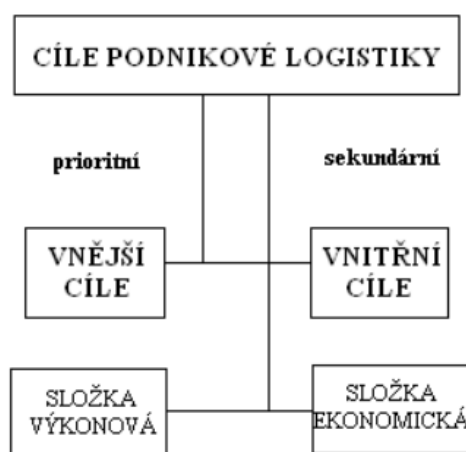 CÍLE PODNIKOVÉ LOGISTIKY
prioritní
sekundární
VNĚJŠÍ
CÍLE
VNITŘNÍ
CÍLE
SLOŽKA
VÝKONOVÁ
SLOŽKA
EKONOMICKÁ